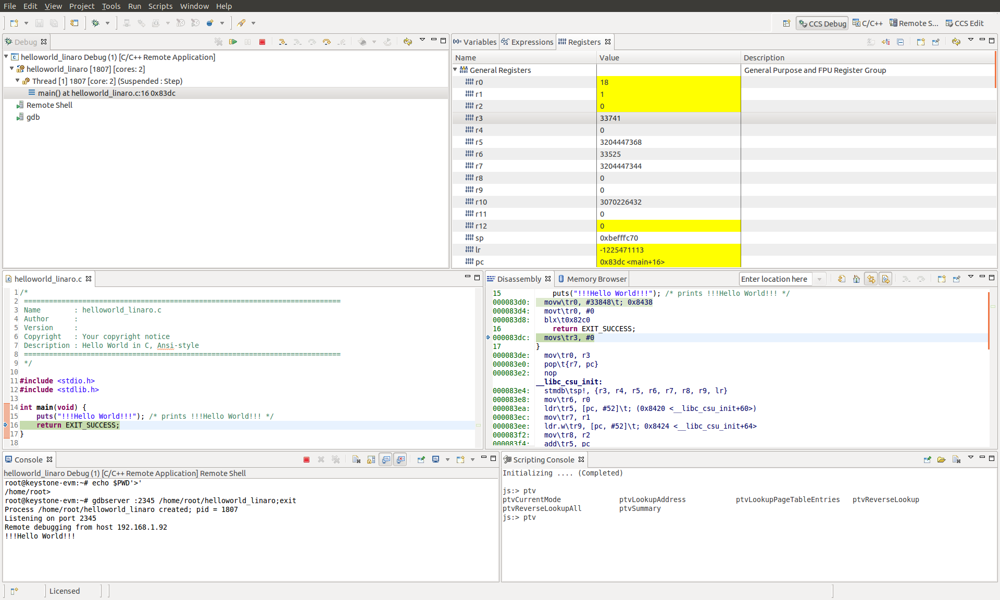 File Edit View Project Tools Run Scripts Window Help
CCS Debug C/C++ Remote S... CCS Edit
Debug
helloworld_linaro Debug (1) [C/C++ Remote Application]
helloworld_linaro [1807] [cores: 2]
Thread [1] 1807 [core: 2] (Suspended : Step)
main() at helloworld_linaro.c:16 0x83dc
Remote Shell
gdb
Variables Expressions Registers
Name Value Description
General Registers General Purpose and FPU Register Group
r0 18
r1 1
r2 0
r3 33741
r4 0
r5 3204447368
r6 33525
r7 3204447344
r8 0
r9 0
r10 3070226432
r11 0
r12 0
sp 0xbefffc70
lr -1225471113
pc 0x83dc <main+16>
helloworld_linaro.c
1 /*
2 ============================================================================
3 Name : helloworld_linaro.c
4 Author :
5 Version :
6 Copyright : Your copyright notice
7 Description : Hello World in C, Ansi-style
8 ============================================================================
9 */
10
11 #include <stdio.h>
12 #include <stdlib.h>
13
14 int main(void) {
15 puts("!!!Hello World!!!"); /* prints !!!Hello World!!! */
16 return EXIT_SUCCESS;
17 }
18
Disassembly Memory Browser Enter location here
15 puts("!!!Hello World!!!"); /* prints !!!Hello World!!! */
000083d0: movw\tr0, #33848\t; 0x8438
000083d4: movt\tr0, #0
000083d8: blx\t0x82c0
16 return EXIT_SUCCESS;
000083dc: movs\tr3, #0
17 }
000083de: mov\tr0, r3
000083e0: pop\t{r7, pc}
000083e2: nop
__libc_csu_init:
000083e4: stmdb\tsp!, {r3, r4, r5, r6, r7, r8, r9, lr}
000083e8: mov\tr6, r0
000083ea: ldr\tr5, [pc, #52]\t; (0x8420 <__libc_csu_init+60>)
000083ec: mov\tr7, r1
000083ee: ldr.w\tr9, [pc, #52]\t; 0x8424 <__libc_csu_init+64>
000083f2: mov\tr8, r2
000083f4: add\tr5, pc
Console
helloworld_linaro Debug (1) [C/C++ Remote Application] Remote Shell
root@keystone-evm:~# echo $PWD'>'
/home/root>
root@keystone-evm:~# gdbserver :2345 /home/root/helloworld_linaro;exit
Process /home/root/helloworld_linaro created; pid = 1807
Listening on port 2345
Remote debugging from host 192.168.1.92
!!!Hello World!!!
Scripting Console
Initializing .... (Completed)
js:> ptv
ptvCurrentMode ptvLookupAddress ptvLookupPageTableEntries ptvReverseLookup
ptvReverseLookupAll ptvSummary
js:> ptv
Licensed